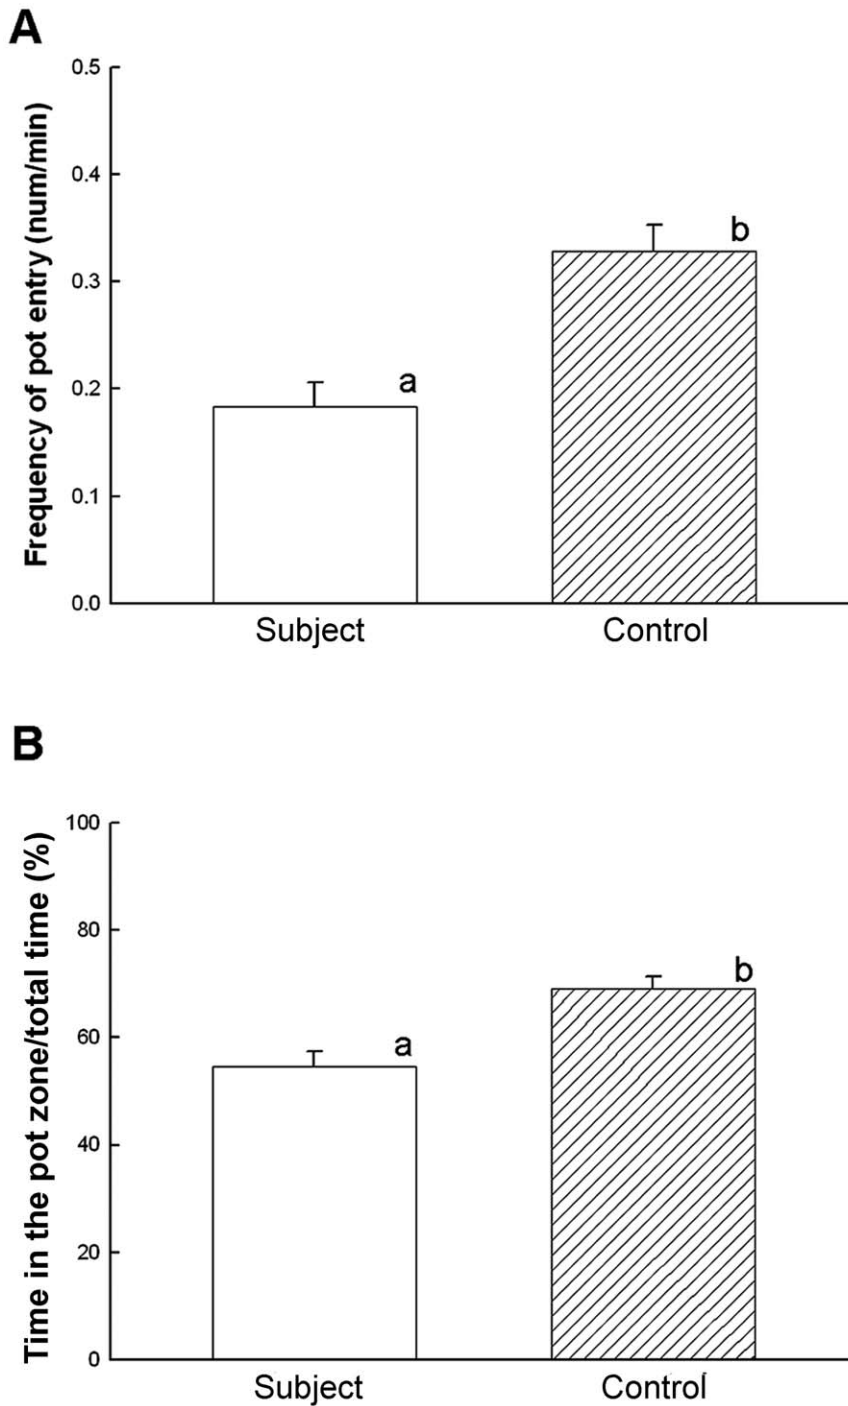 A
Frequency of pot entry (num/min)
0.5
0.4
0.3
0.2
0.1
0.0
a
b
Subject
Control
B
Time in the pot zone/total time (%)
100
80
60
40
20
0
a
b
Subject
Control